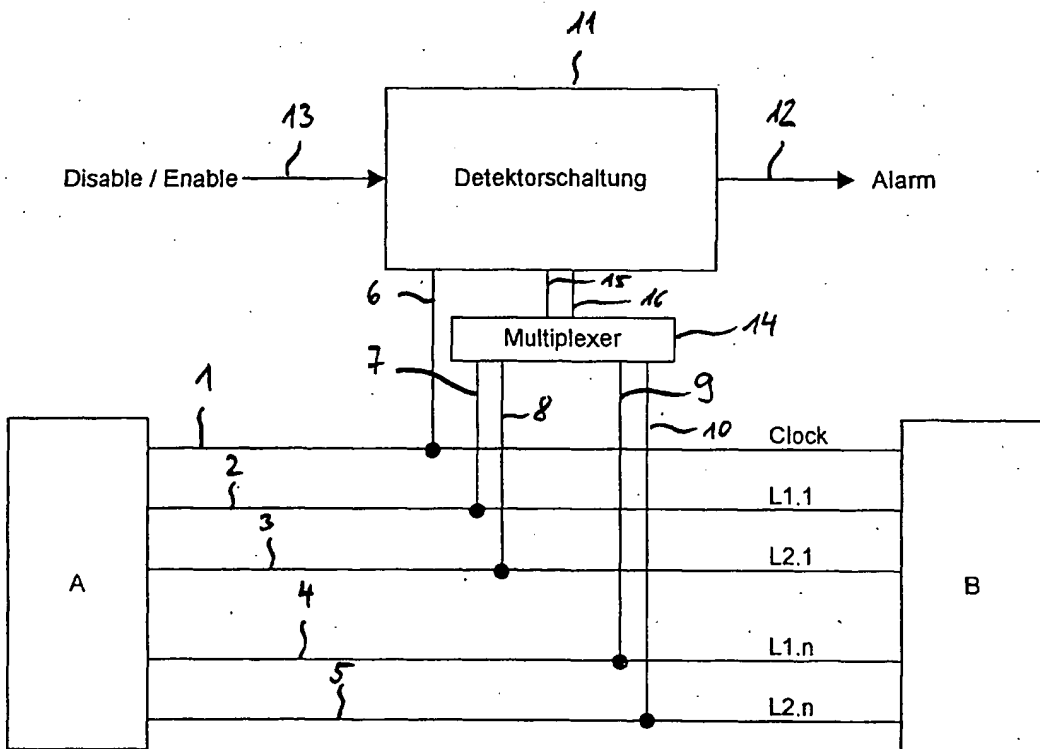 11
13
12
Disable / Enable
Detektorschaltung
Alarm
6
15
16
Multiplexer
14
7
8
9
10
1
Clock
2
L1.1
3
L2.1
A
B
4
L1.n
5
L2.n